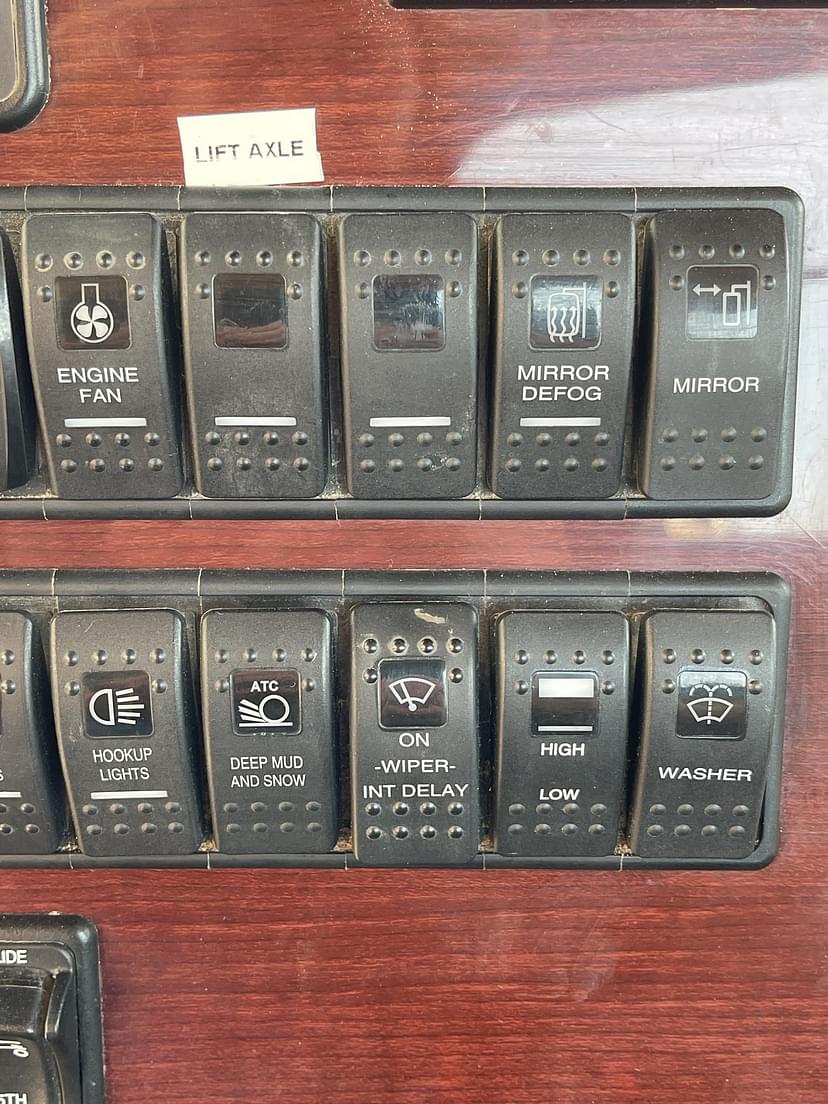 LIFT AXLE
ENGINE
FAN
MIRROR
DEFOG
MIRROR
S
HOOKUP
LIGHTS
ATC
DEEP MUD
AND SNOW
ON
-WIPER-
INT DELAY
HIGH
LOW
WASHER